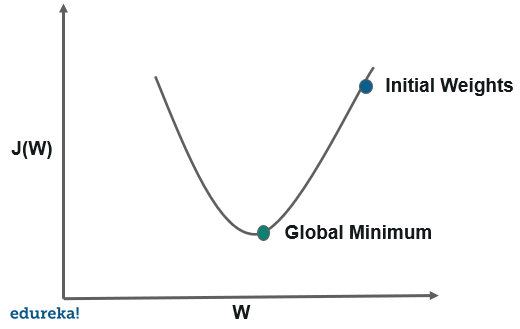 Initial Weights
J(W)
Global Minimum
W
edureka!